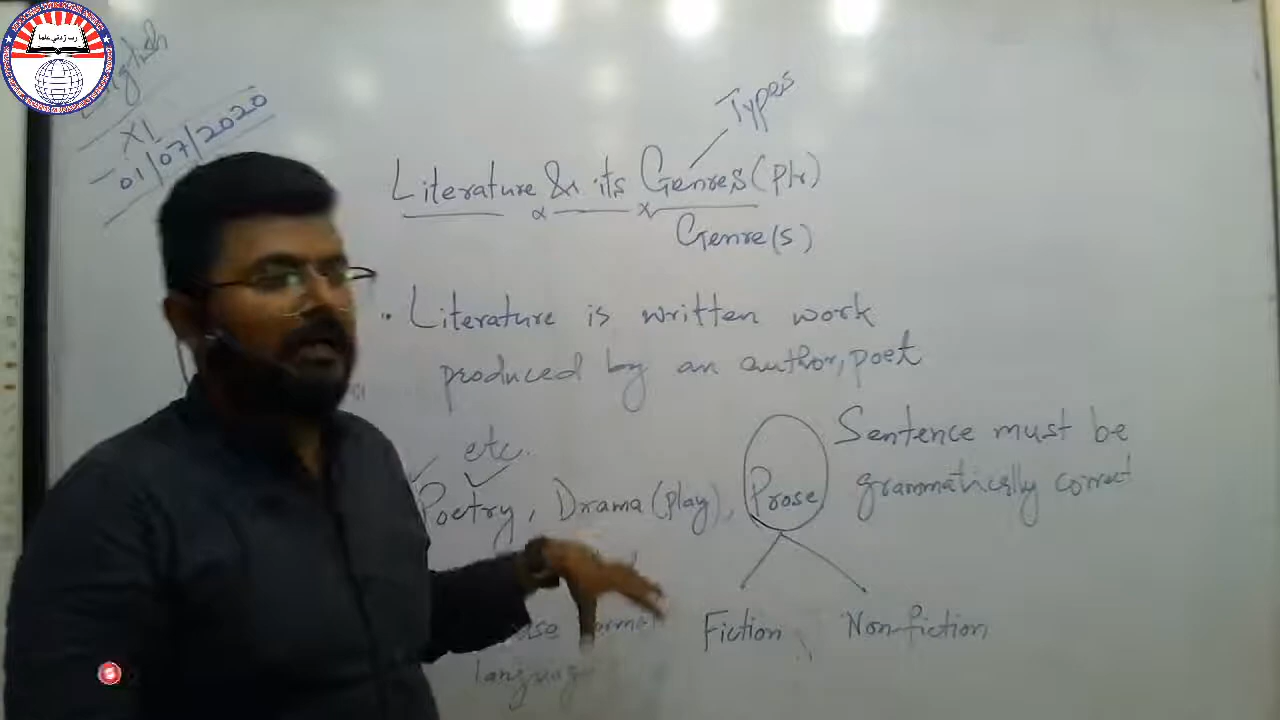 XI
01/07/2020
Types
Literature & its Genres (Plr)
Genre(s)
Literature is written work
produced by an author, poet
etc.
Poetry, Drama (play), Prose
Sentence must be
grammatically correct
Fiction
Non-fiction
language